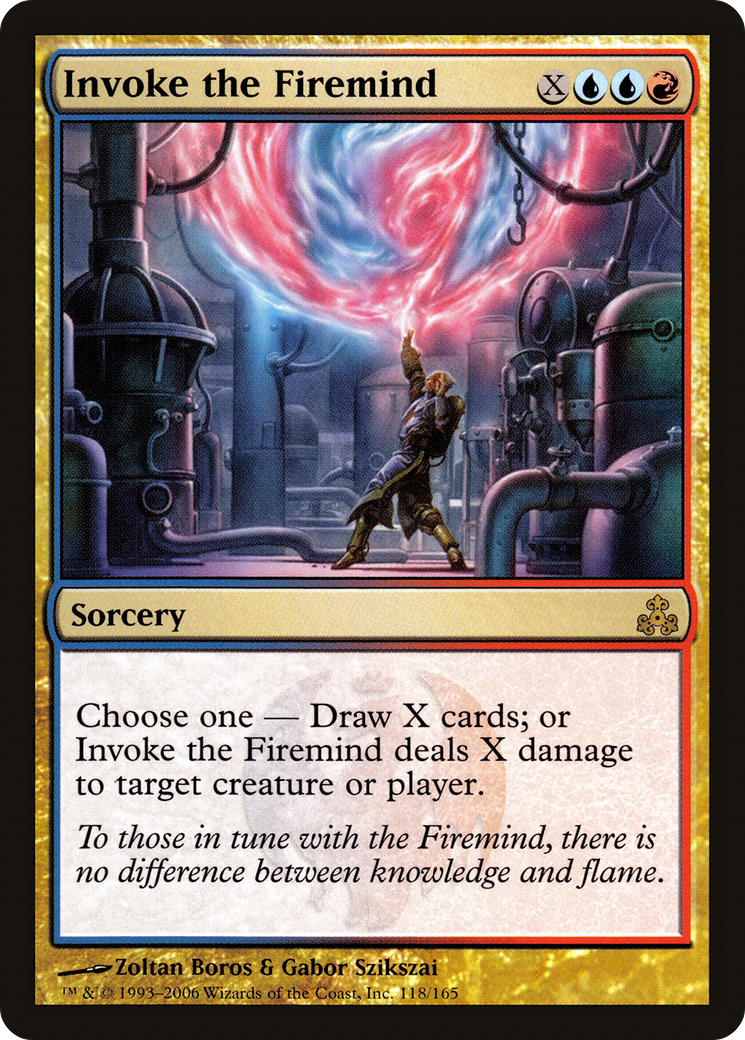 Invoke the Firemind X
Sorcery
Choose one — Draw X cards; or
Invoke the Firemind deals X damage
to target creature or player.
To those in tune with the Firemind, there is
no difference between knowledge and flame.
Zoltan Boros & Gabor Szikszai
™ & © 1993–2006 Wizards of the Coast, Inc. 118/165